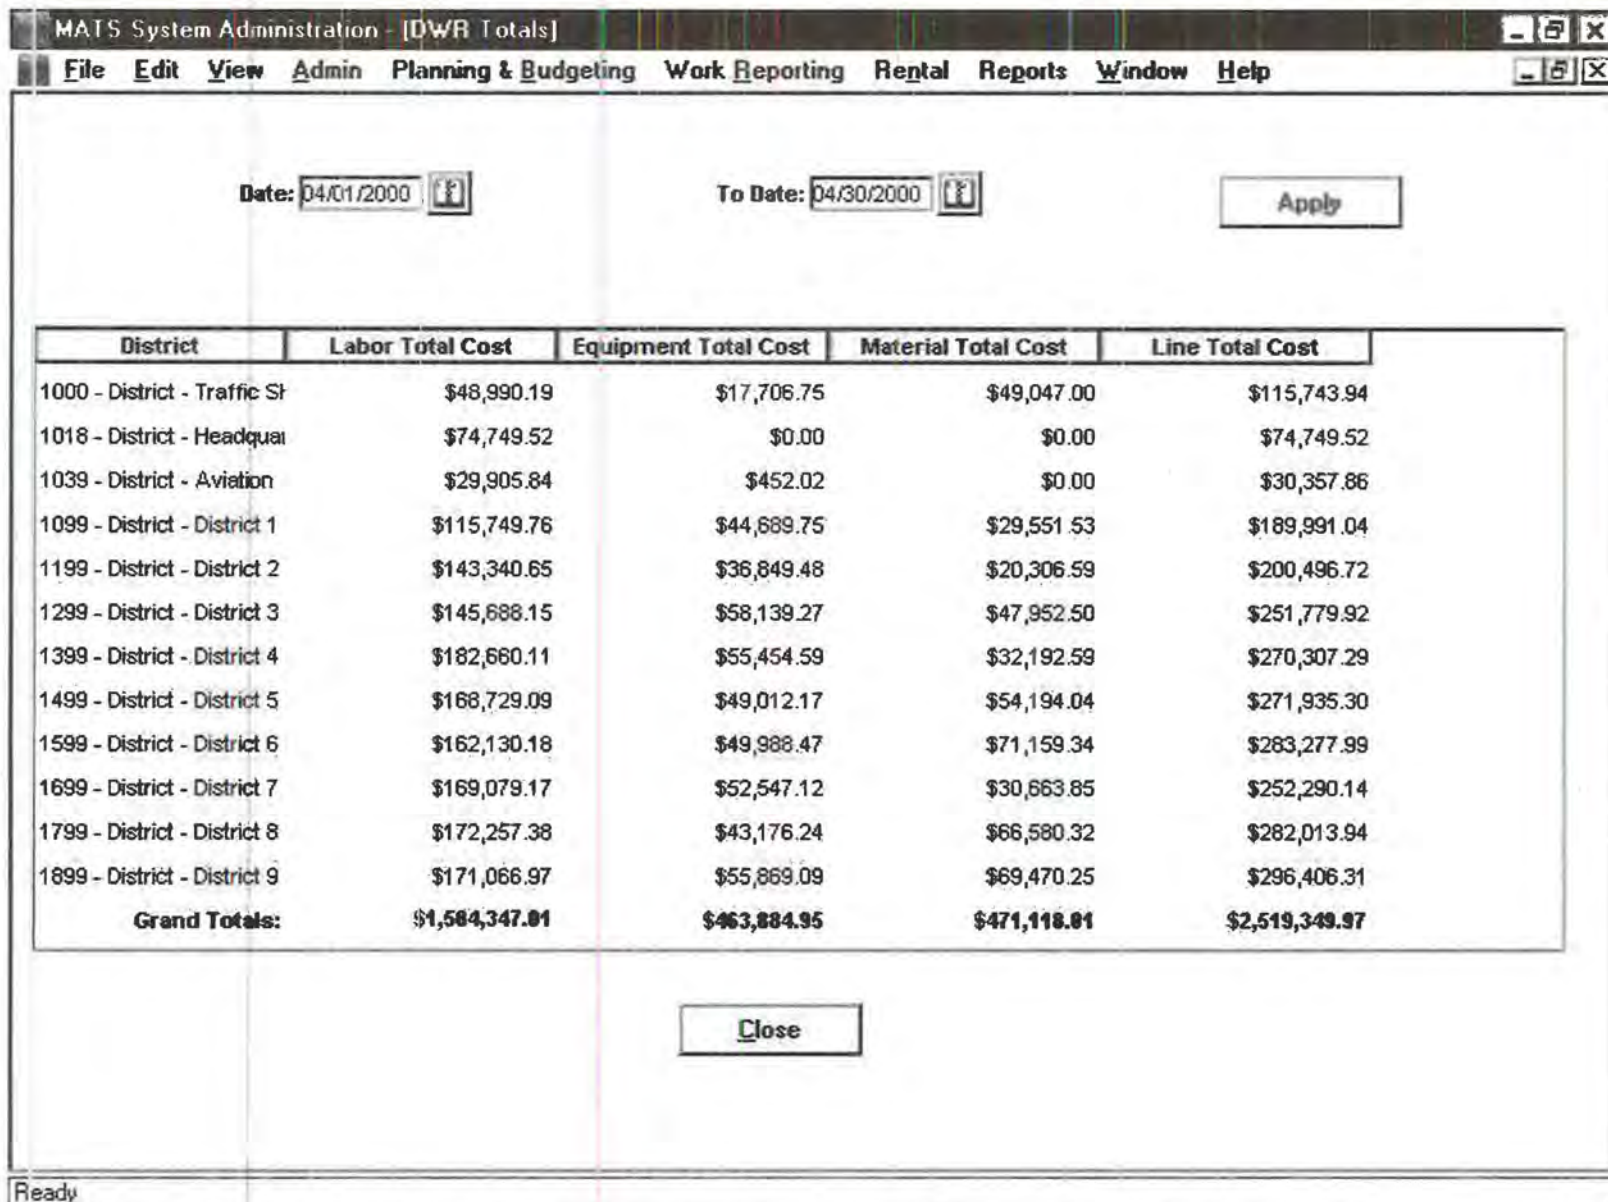 MATS System Administration - [DWR Totals]
File Edit View Admin Planning & Budgeting Work Reporting Rental Reports Window Help
Date: 04/01/2000 To Date: 04/30/2000 Apply
District Labor Total Cost Equipment Total Cost Material Total Cost Line Total Cost
1000 - District - Traffic Sh $48,990.19 $17,706.75 $49,047.00 $115,743.94
1018 - District - Headquar $74,749.52 $0.00 $0.00 $74,749.52
1039 - District - Aviation $29,905.84 $452.02 $0.00 $30,357.86
1099 - District - District 1 $115,749.76 $44,689.75 $29,551.53 $189,991.04
1199 - District - District 2 $143,340.65 $36,849.48 $20,306.59 $200,496.72
1299 - District - District 3 $145,688.15 $58,139.27 $47,952.50 $251,779.92
1399 - District - District 4 $182,660.11 $55,454.59 $32,192.59 $270,307.29
1499 - District - District 5 $168,729.09 $49,012.17 $54,194.04 $271,935.30
1599 - District - District 6 $162,130.18 $49,988.47 $71,159.34 $283,277.99
1699 - District - District 7 $169,079.17 $52,547.12 $30,663.85 $252,290.14
1799 - District - District 8 $172,257.38 $43,176.24 $66,580.32 $282,013.94
1899 - District - District 9 $171,066.97 $55,869.09 $69,470.25 $296,406.31
Grand Totals: $1,584,347.01 $463,884.95 $471,118.01 $2,519,349.97
Close
Ready